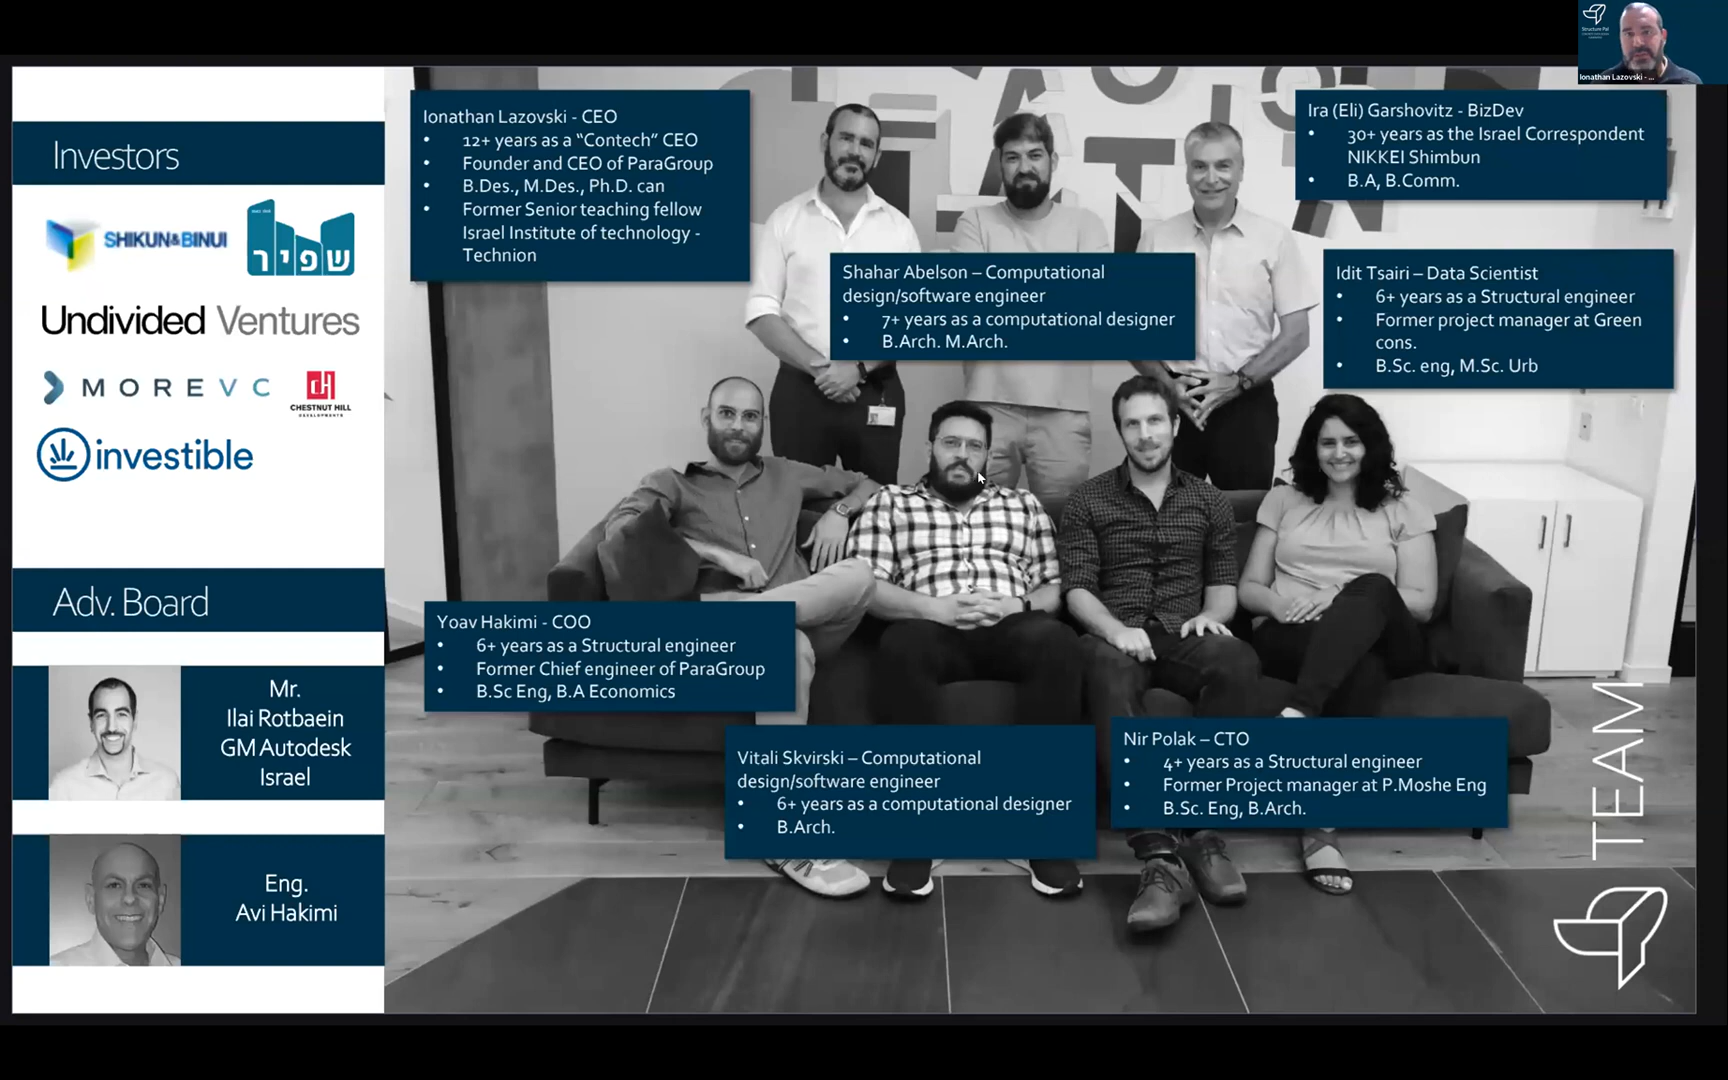 Investors
SHIKUN&BINUI
שפיר
Undivided Ventures
MOREVC
CHESTNUT HILL
DEVELOPMENTS
investible
Adv. Board
Mr.
Ilai Rotbaein
GM Autodesk
Israel
Eng.
Avi Hakimi
Ionathan Lazovski - CEO
• 12+ years as a “Contech” CEO
• Founder and CEO of ParaGroup
• B.Des., M.Des., Ph.D. can
• Former Senior teaching fellow
Israel Institute of technology -
Technion
Shahar Abelson – Computational
design/software engineer
• 7+ years as a computational designer
• B.Arch. M.Arch.
Ira (Eli) Garshovitz - BizDev
• 30+ years as the Israel Correspondent
NIKKEI Shimbun
• B.A, B.Comm.
Idit Tsairi – Data Scientist
• 6+ years as a Structural engineer
• Former project manager at Green
cons.
• B.Sc. eng, M.Sc. Urb
Yoav Hakimi - COO
• 6+ years as a Structural engineer
• Former Chief engineer of ParaGroup
• B.Sc Eng, B.A Economics
Vitali Skvirski – Computational
design/software engineer
• 6+ years as a computational designer
• B.Arch.
Nir Polak – CTO
• 4+ years as a Structural engineer
• Former Project manager at P.Moshe Eng
• B.Sc. Eng, B.Arch.
TEAM
Structure Pal
Ionathan Lazovski - ...